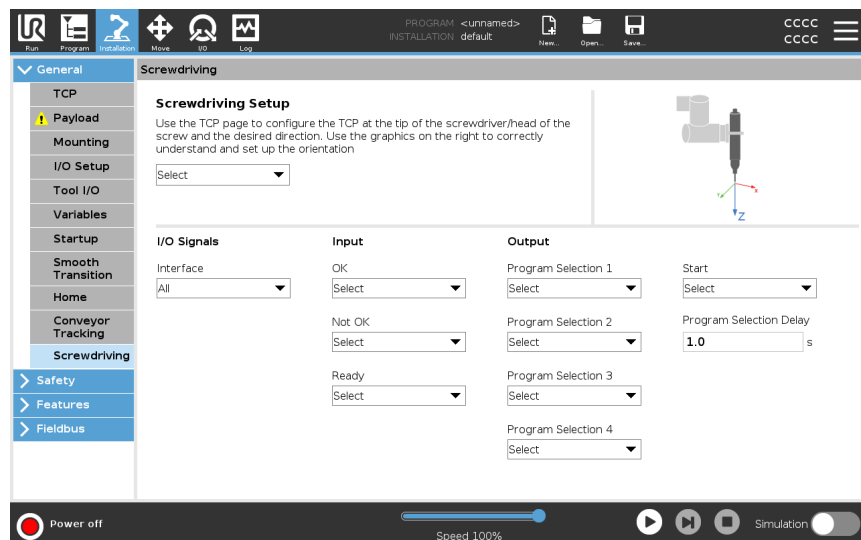 UR
PROGRAM <unnamed>
INSTALLATION default
CCCC
CCCC
Run
Program
Installation
Move
I/O
Log
New...
Open...
Save...
General
Screwdriving
TCP
Payload
Mounting
I/O Setup
Tool I/O
Variables
Startup
Smooth
Transition
Home
Conveyor
Tracking
Screwdriving
Safety
Features
Fieldbus
Screwdriving Setup
Use the TCP page to configure the TCP at the tip of the screwdriver/head of the
screw and the desired direction. Use the graphics on the right to correctly
understand and set up the orientation
Select
Y
X
Z
I/O Signals
Input
Output
Interface
OK
Program Selection 1
Start
All
Select
Select
Select
Not OK
Program Selection 2
Program Selection Delay
Select
Select
1.0
s
Ready
Program Selection 3
Select
Select
Program Selection 4
Select
Power off
Speed 100%
Simulation